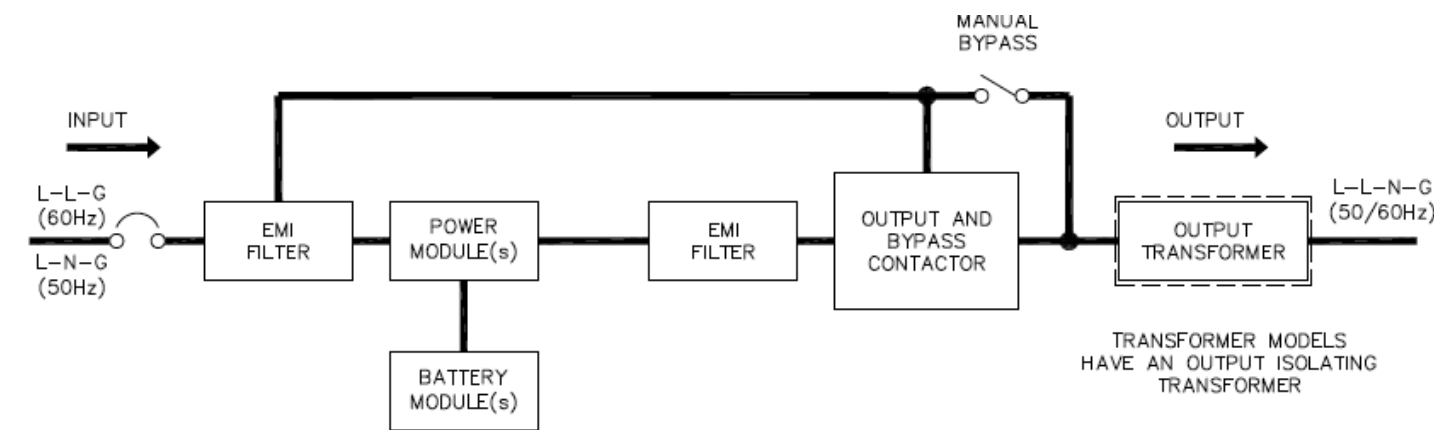 MANUAL
BYPASS
INPUT
OUTPUT
L-L-G
(60Hz)
L-N-G
(50Hz)
EMI
FILTER
POWER
MODULE(s)
EMI
FILTER
OUTPUT AND
BYPASS
CONTACTOR
OUTPUT
TRANSFORMER
L-L-N-G
(50/60Hz)
BATTERY
MODULE(s)
TRANSFORMER MODELS
HAVE AN OUTPUT ISOLATING
TRANSFORMER